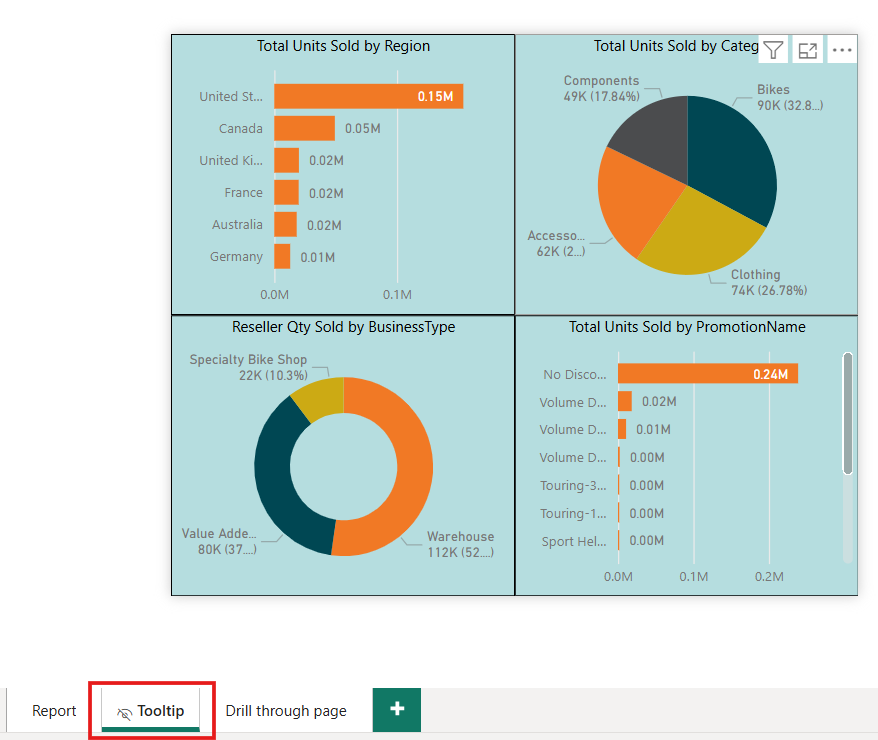 Total Units Sold by Region
United St...
0.15M
Canada
0.05M
United Ki...
0.02M
France
0.02M
Australia
0.02M
Germany
0.01M
0.0M
0.1M
Total Units Sold by Categ
Components
49K (17.84%)
Bikes
90K (32.8...)
Accesso...
62K (2...)
Clothing
74K (26.78%)
Reseller Qty Sold by BusinessType
Specialty Bike Shop
22K (10.3%)
Value Adde...
80K (37....)
Warehouse
112K (52....)
Total Units Sold by PromotionName
No Disco...
0.24M
Volume D...
0.02M
Volume D...
0.01M
Volume D...
0.00M
Touring-3...
0.00M
Touring-1...
0.00M
Sport Hel...
0.00M
0.0M
0.1M
0.2M
Report
Tooltip
Drill through page